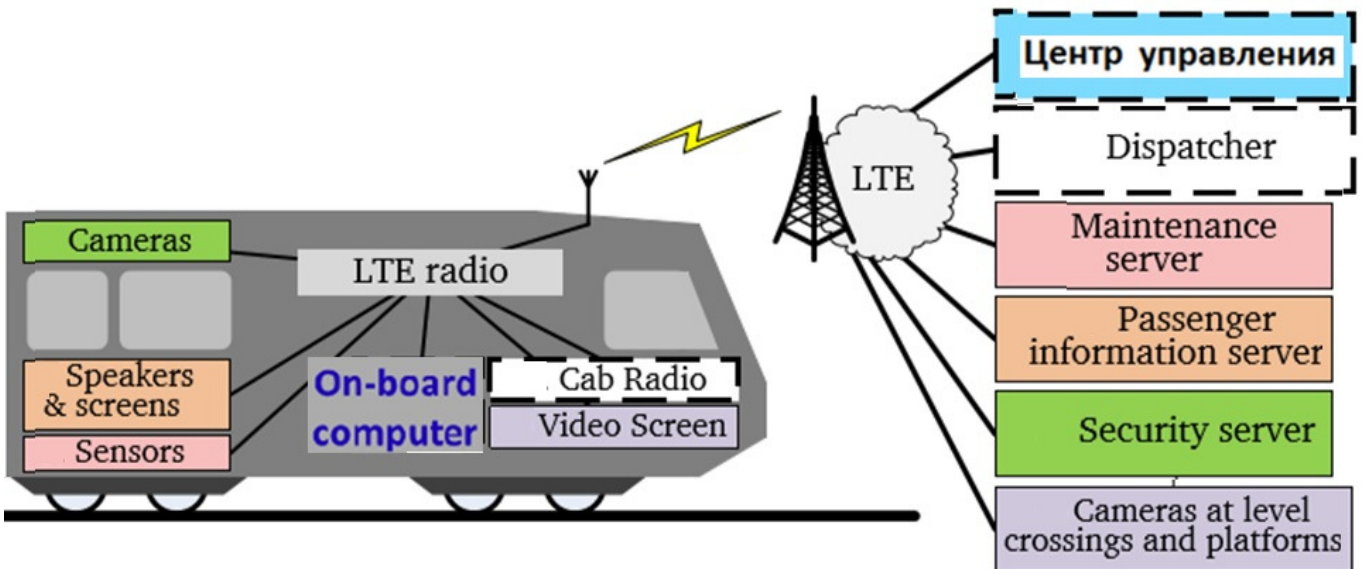 Центр управления
Dispatcher
LTE
Maintenance
server
Cameras
LTE radio
Passenger
information server
Speakers
& screens
On-board
computer
Cab Radio
Video Screen
Sensors
Security server
Cameras at level
crossings and platforms